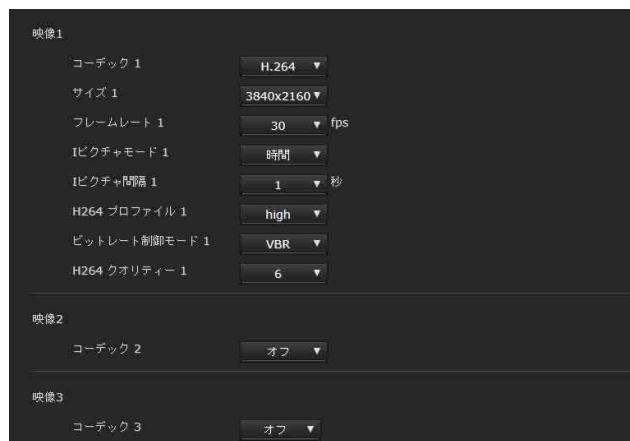 映像1
コーデック 1 H.264 ▼
サイズ 1 3840x2160 ▼
フレームレート 1 30 ▼ fps
Iピクチャモード 1 時間 ▼
Iピクチャ間隔 1 1 ▼ 秒
H264 プロファイル 1 high ▼
ビットレート制御モード 1 VBR ▼
H264 クオリティー 1 6 ▼
映像2
コーデック 2 オフ ▼
映像3
コーデック 3 オフ ▼